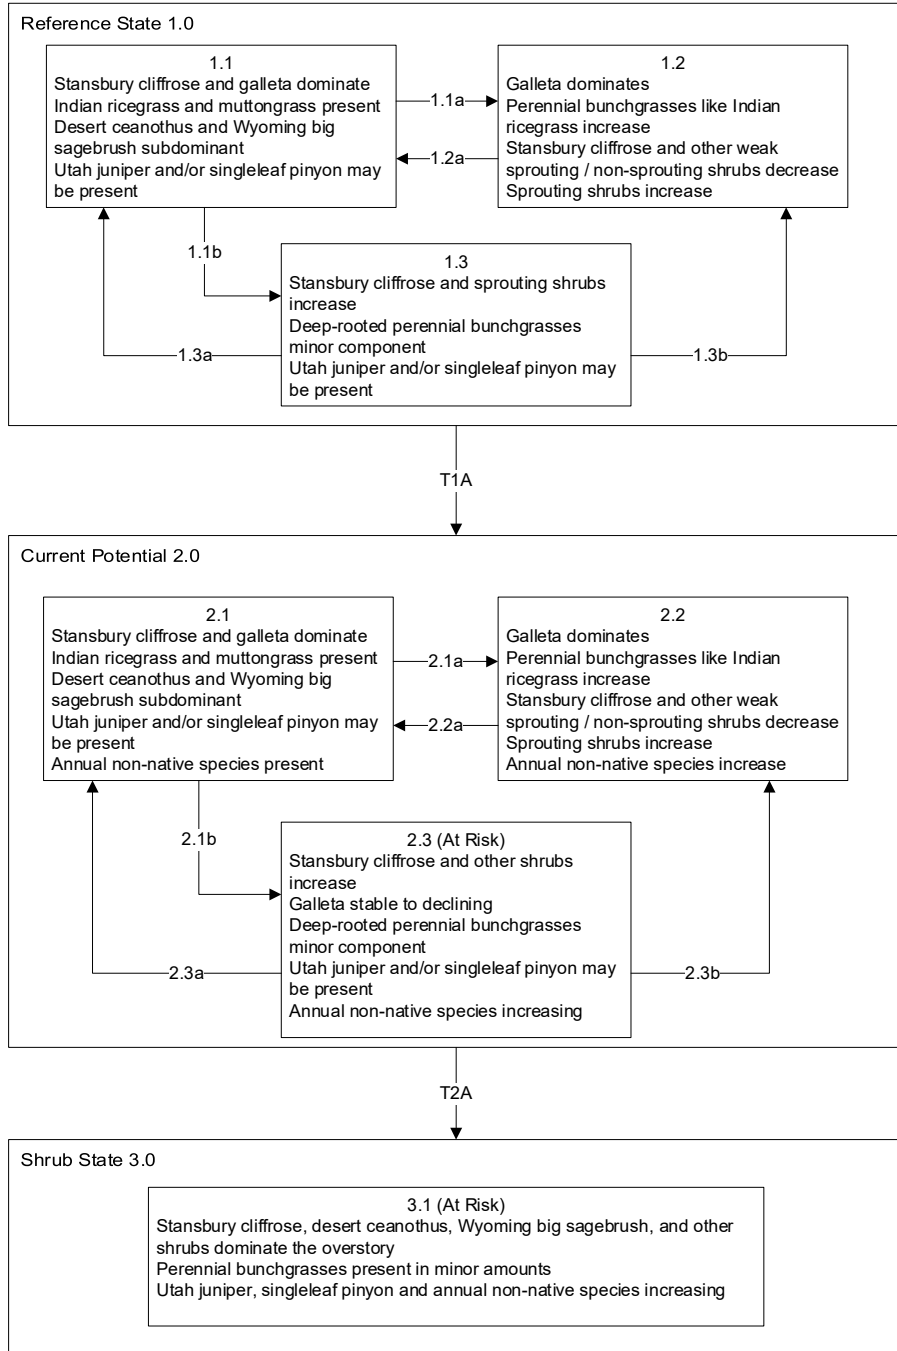 Reference State 1.0
1.1
Stansbury cliffrose and galleta dominate
Indian ricegrass and muttongrass present
Desert ceanothus and Wyoming big
sagebrush subdominant
Utah juniper and/or singleleaf pinyon may
be present
1.1a
1.2a
1.2
Galleta dominates
Perennial bunchgrasses like Indian
ricegrass increase
Stansbury cliffrose and other weak
sprouting / non-sprouting shrubs decrease
Sprouting shrubs increase
1.1b
1.3
Stansbury cliffrose and sprouting shrubs
increase
Deep-rooted perennial bunchgrasses
minor component
Utah juniper and/or singleleaf pinyon may
be present
1.3a
1.3b
T1A
Current Potential 2.0
2.1
Stansbury cliffrose and galleta dominate
Indian ricegrass and muttongrass present
Desert ceanothus and Wyoming big
sagebrush subdominant
Utah juniper and/or singleleaf pinyon may
be present
Annual non-native species present
2.1a
2.2a
2.2
Galleta dominates
Perennial bunchgrasses like Indian
ricegrass increase
Stansbury cliffrose and other weak
sprouting / non-sprouting shrubs decrease
Sprouting shrubs increase
Annual non-native species increase
2.1b
2.3 (At Risk)
Stansbury cliffrose and other shrubs
increase
Galleta stable to declining
Deep-rooted perennial bunchgrasses
minor component
Utah juniper and/or singleleaf pinyon may
be present
Annual non-native species increasing
2.3a
2.3b
T2A
Shrub State 3.0
3.1 (At Risk)
Stansbury cliffrose, desert ceanothus, Wyoming big sagebrush, and other
shrubs dominate the overstory
Perennial bunchgrasses present in minor amounts
Utah juniper, singleleaf pinyon and annual non-native species increasing